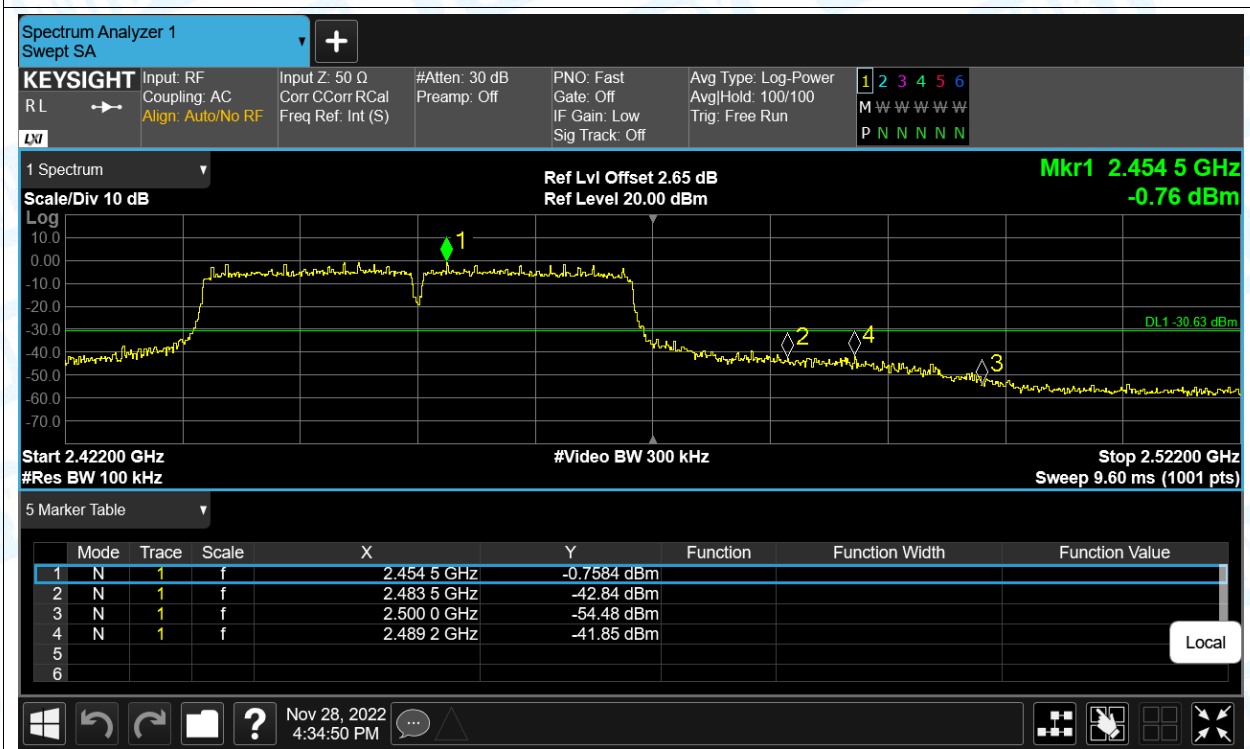 Spectrum Analyzer 1
Swept SA
KEYSIGHT
R L
LXI
Input: RF
Coupling: AC
Align: Auto/No RF
Input Z: 50 Ω
Corr CCorr RCal
Freq Ref: Int (S)
#Atten: 30 dB
Preamp: Off
PNO: Fast
Gate: Off
IF Gain: Low
Sig Track: Off
Avg Type: Log-Power
Avg|Hold: 100/100
Trig: Free Run
1 2 3 4 5 6
M W W W W W
P N N N N N
1 Spectrum
Scale/Div 10 dB
Ref Lvl Offset 2.65 dB
Ref Level 20.00 dBm
Mkr1 2.454 5 GHz
-0.76 dBm
Log
10.0
0.00
-10.0
-20.0
-30.0
-40.0
-50.0
-60.0
-70.0
1
2
4
3
DL1 -30.63 dBm
Start 2.42200 GHz
#Res BW 100 kHz
#Video BW 300 kHz
Stop 2.52200 GHz
Sweep 9.60 ms (1001 pts)
5 Marker Table
Mode Trace Scale X Y Function Function Width Function Value
1 N 1 f 2.454 5 GHz -0.7584 dBm
2 N 1 f 2.483 5 GHz -42.84 dBm
3 N 1 f 2.500 0 GHz -54.48 dBm
4 N 1 f 2.489 2 GHz -41.85 dBm
5
6
Local
?
Nov 28, 2022
4:34:50 PM